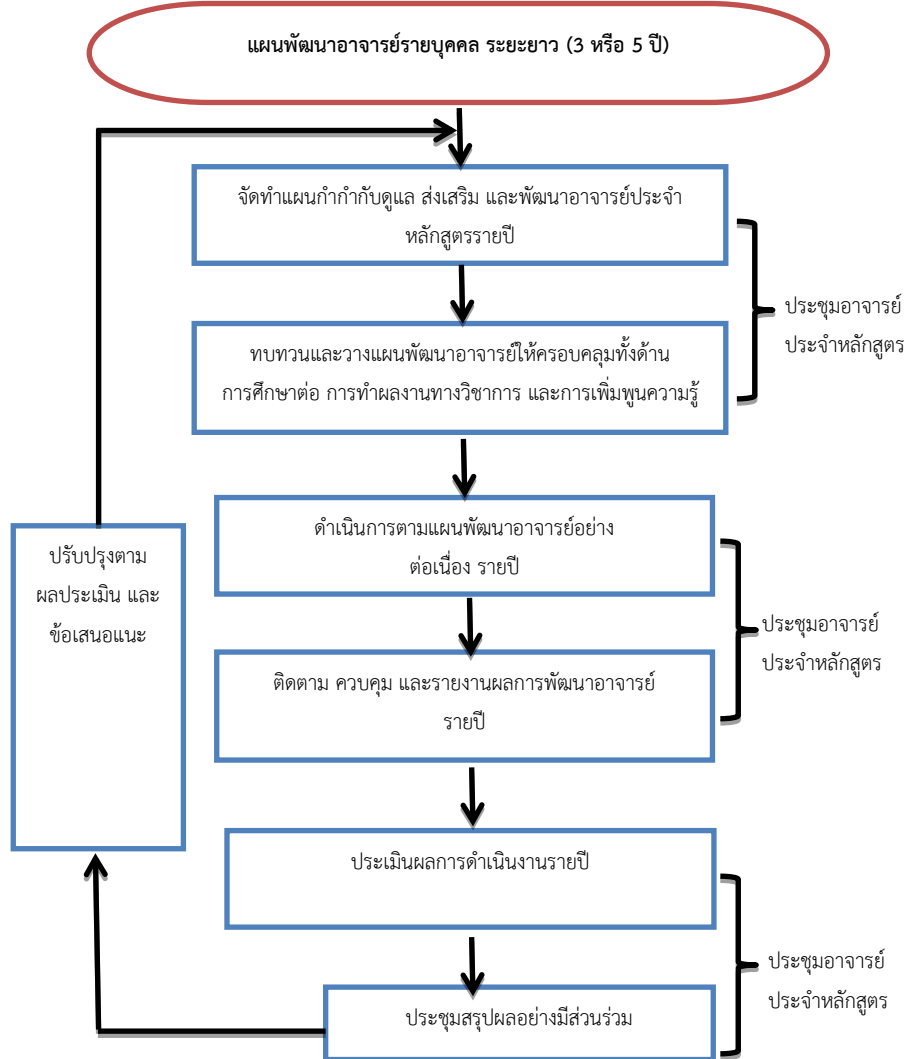 แผนพัฒนาอาจารย์รายบุคคล ระยะยาว (3 หรือ 5 ปี)
จัดทำแผนกำกำกับดูแล ส่งเสริม และพัฒนาอาจารย์ประจำ
หลักสูตรรายปี
ประชุมอาจารย์
ประจำหลักสูตร
ทบทวนและวางแผนพัฒนาอาจารย์ให้ครอบคลุมทั้งด้าน
การศึกษาต่อ การทำผลงานทางวิชาการ และการเพิ่มพูนความรู้
ดำเนินการตามแผนพัฒนาอาจารย์อย่าง
ต่อเนื่อง รายปี
ปรับปรุงตาม
ผลประเมิน และ
ข้อเสนอแนะ
ประชุมอาจารย์
ประจำหลักสูตร
ติดตาม ควบคุม และรายงานผลการพัฒนาอาจารย์
รายปี
ประเมินผลการดำเนินงานรายปี
ประชุมอาจารย์
ประจำหลักสูตร
ประชุมสรุปผลอย่างมีส่วนร่วม